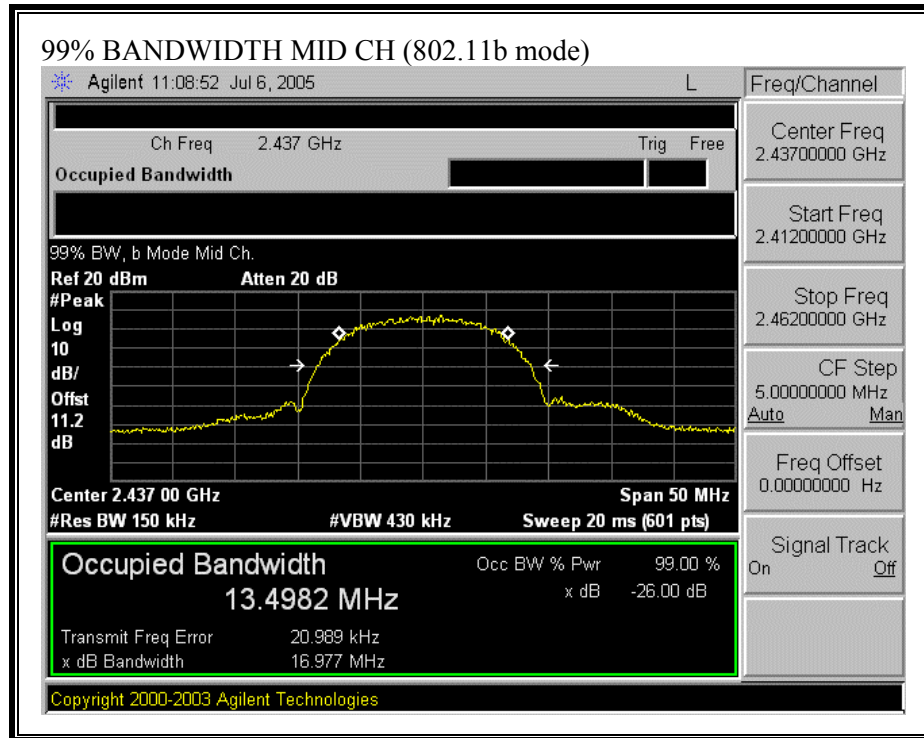 99% BANDWIDTH MID CH (802.11b mode)
Agilent 11:08:52 Jul 6, 2005 L Freq/Channel
Ch Freq 2.437 GHz Trig Free
Occupied Bandwidth
99% BW, b Mode Mid Ch.
Ref 20 dBm Atten 20 dB
#Peak
Log
10
dB/
Offst
11.2
dB
Center 2.437 00 GHz Span 50 MHz
#Res BW 150 kHz #VBW 430 kHz Sweep 20 ms (601 pts)
Occupied Bandwidth Occ BW % Pwr 99.00 %
13.4982 MHz x dB -26.00 dB
Transmit Freq Error 20.989 kHz
x dB Bandwidth 16.977 MHz
Copyright 2000-2003 Agilent Technologies
Center Freq
2.43700000 GHz
Start Freq
2.41200000 GHz
Stop Freq
2.46200000 GHz
CF Step
5.00000000 MHz
Auto Man
Freq Offset
0.00000000 Hz
Signal Track
On Off